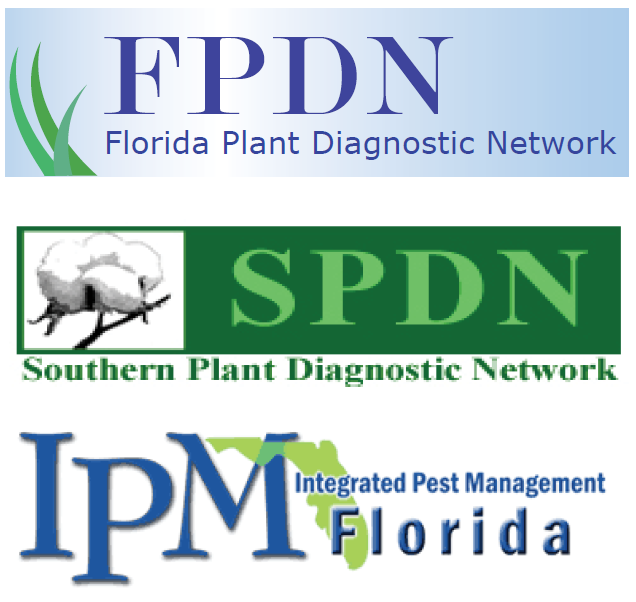 FPDN
Florida Plant Diagnostic Network
SPDN
Southern Plant Diagnostic Network
IPM
Integrated Pest Management
Florida